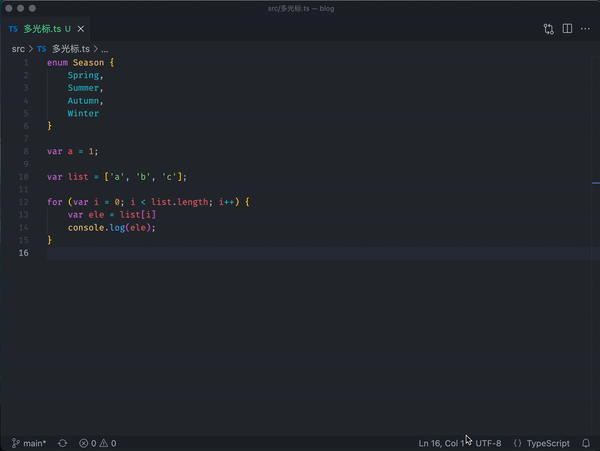 src/多光标.ts — blog
TS 多光标.ts U
src > TS 多光标.ts > ...
1 enum Season {
2 Spring,
3 Summer,
4 Autumn,
5 Winter
6 }
7
8 var a = 1;
9
10 var list = ['a', 'b', 'c'];
11
12 for (var i = 0; i < list.length; i++) {
13 var ele = list[i]
14 console.log(ele);
15 }
16
main* 0 0 Ln 16, Col 1 UTF-8 {} TypeScript